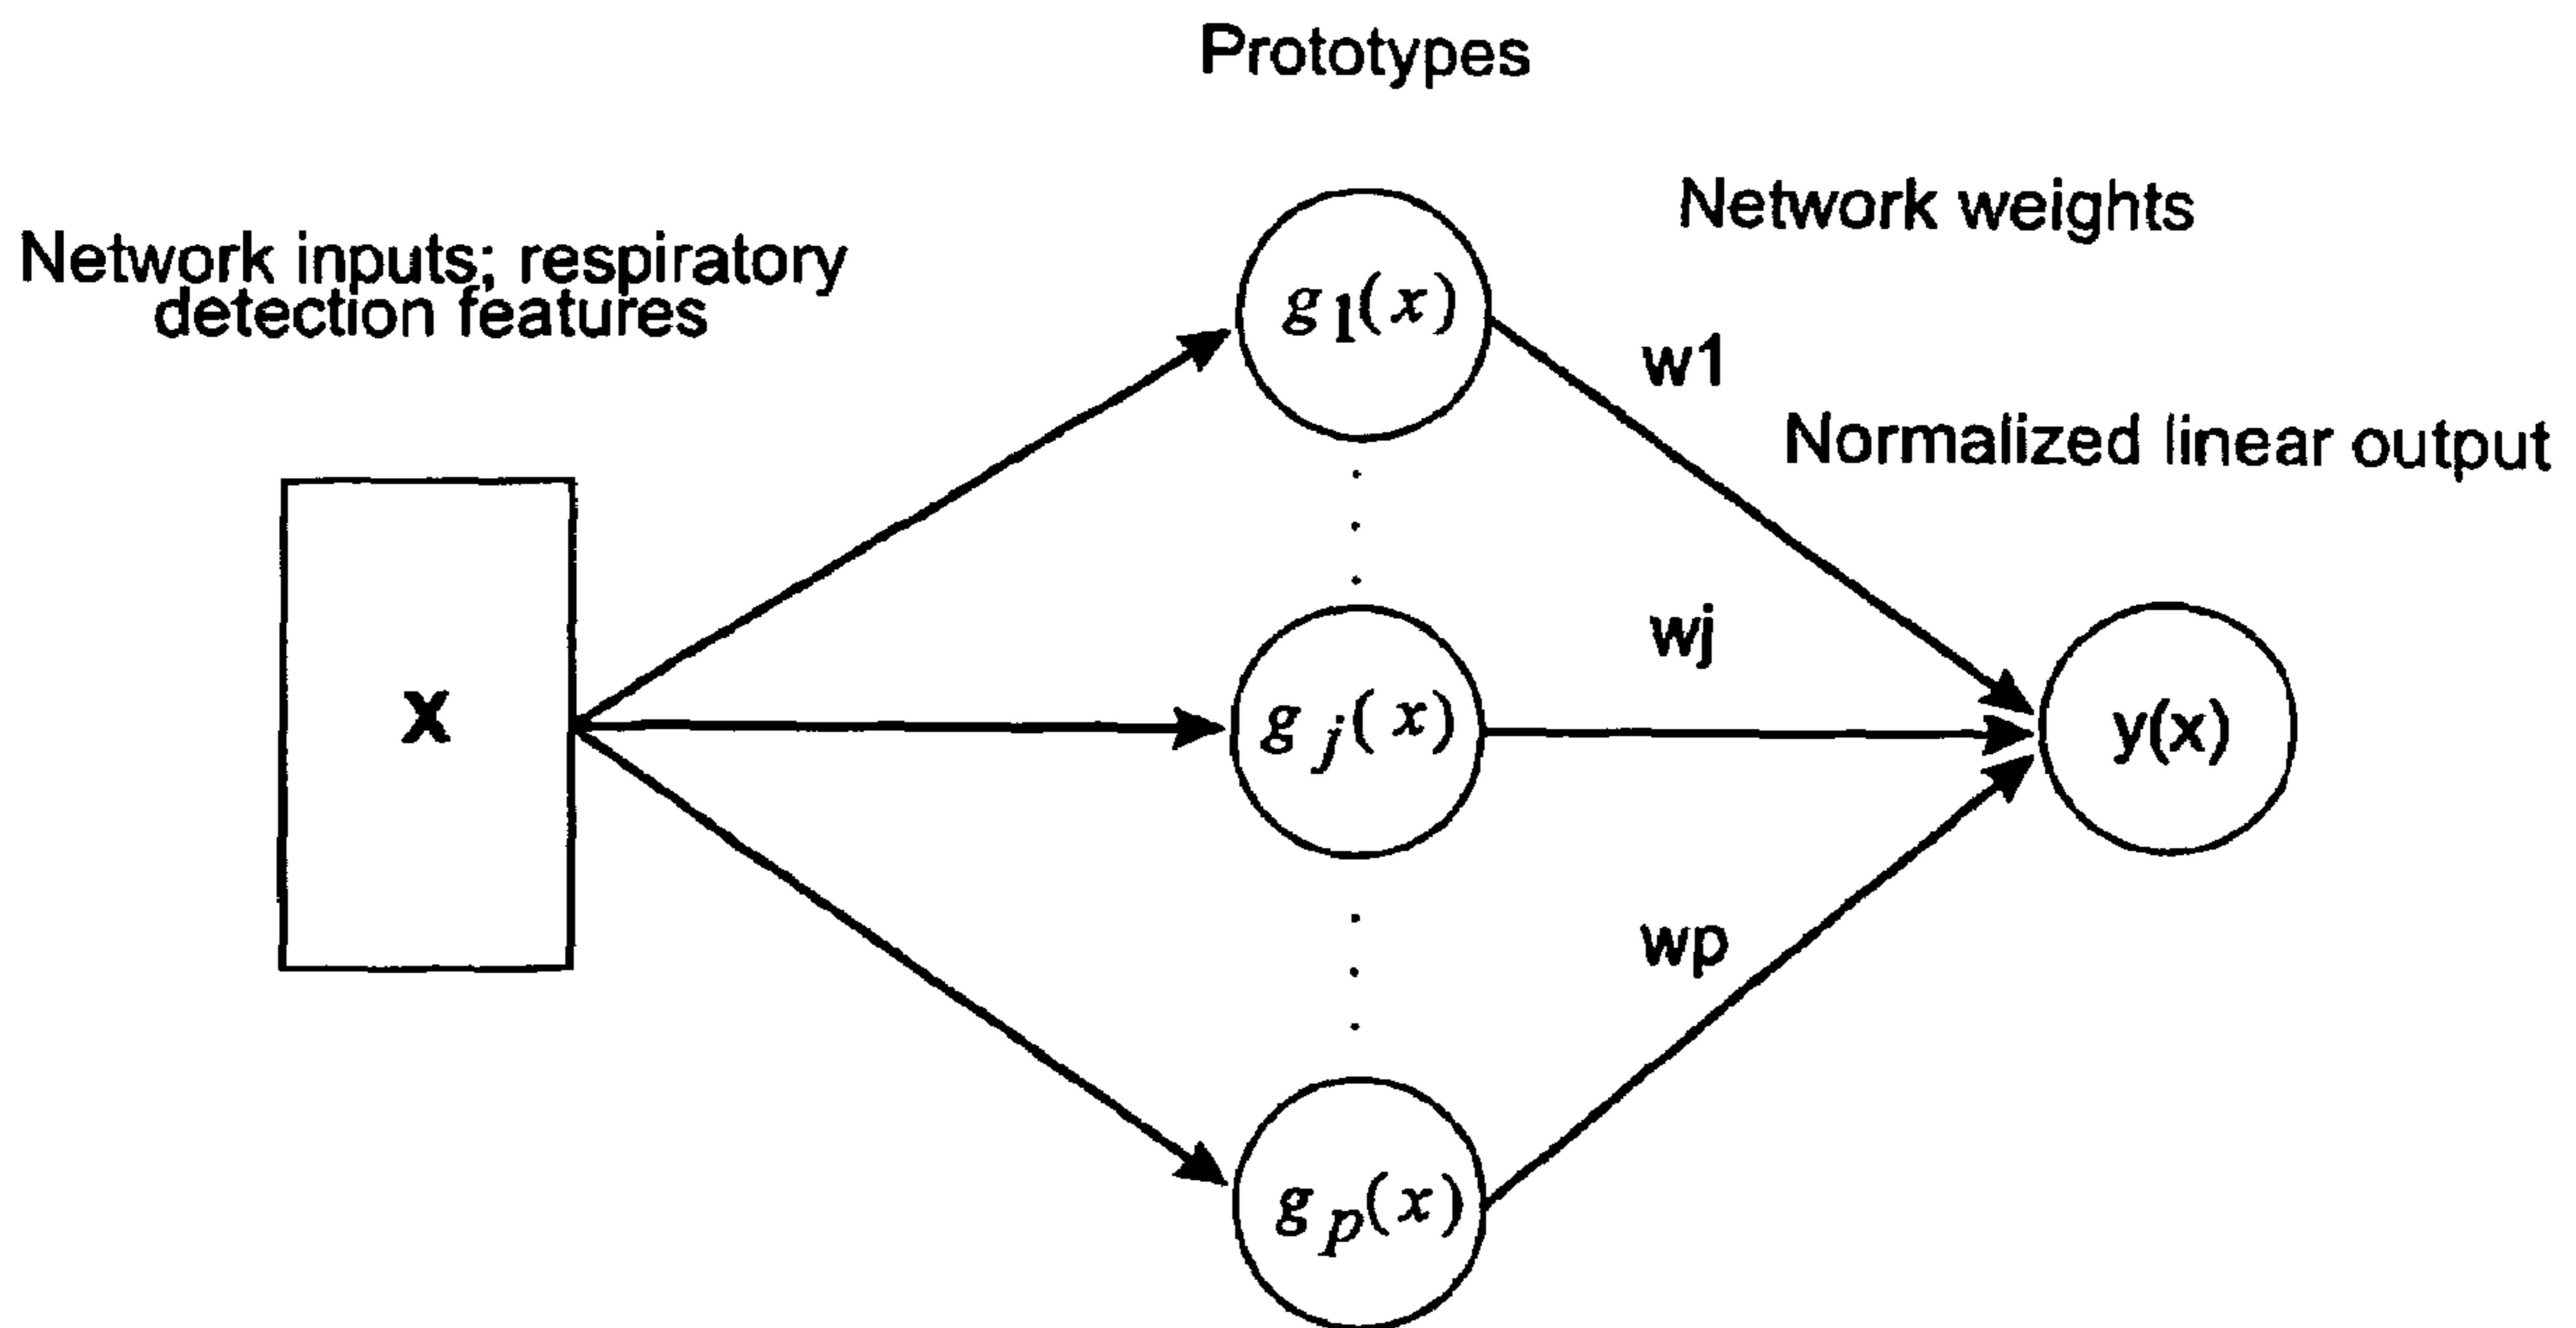 Prototypes
Network weights
Network inputs; respiratory
detection features
g1(x)
w1
Normalized linear output
wj
x
gj(x)
y(x)
wp
gp(x)